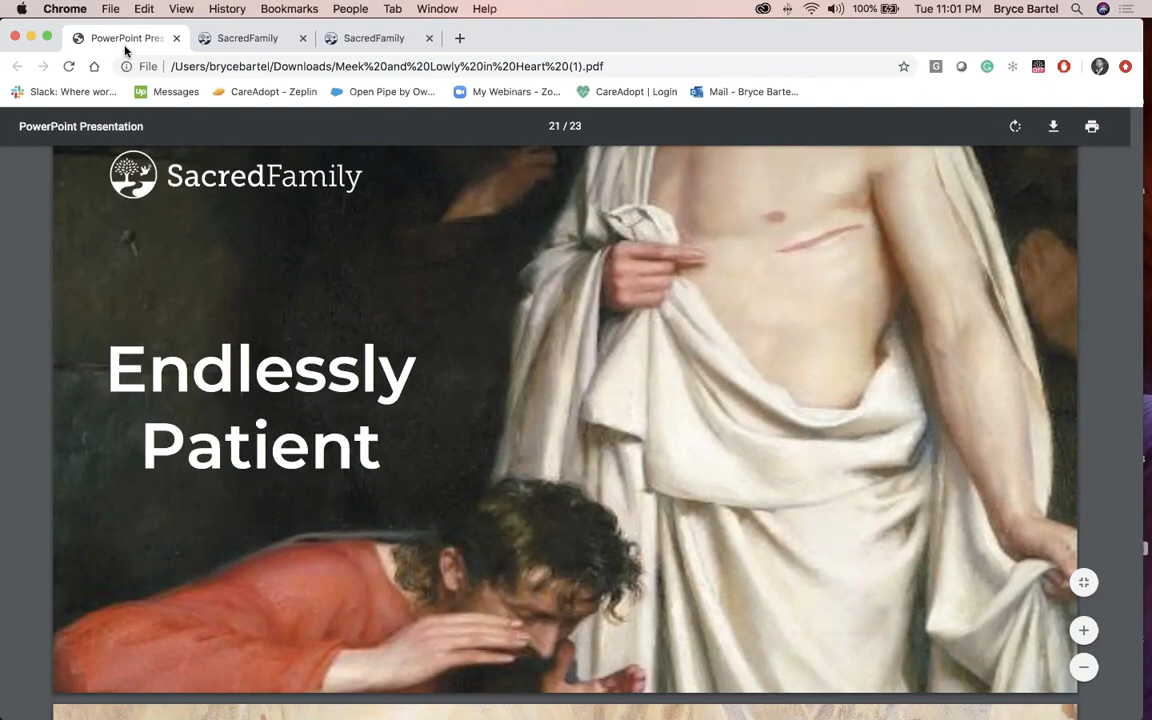 Chrome File Edit View History Bookmarks People Tab Window Help 100% Tue 11:01 PM Bryce Bartel
PowerPoint Pres SacredFamily SacredFamily
File /Users/brycebartel/Downloads/Meek%20and%20Lowly%20in%20Heart%20(1).pdf
Slack: Where wor... Messages CareAdopt - Zeplin Open Pipe by Ow... My Webinars - Zo... CareAdopt | Login Mail - Bryce Barte...
PowerPoint Presentation 21 / 23
SacredFamily
Endlessly
Patient